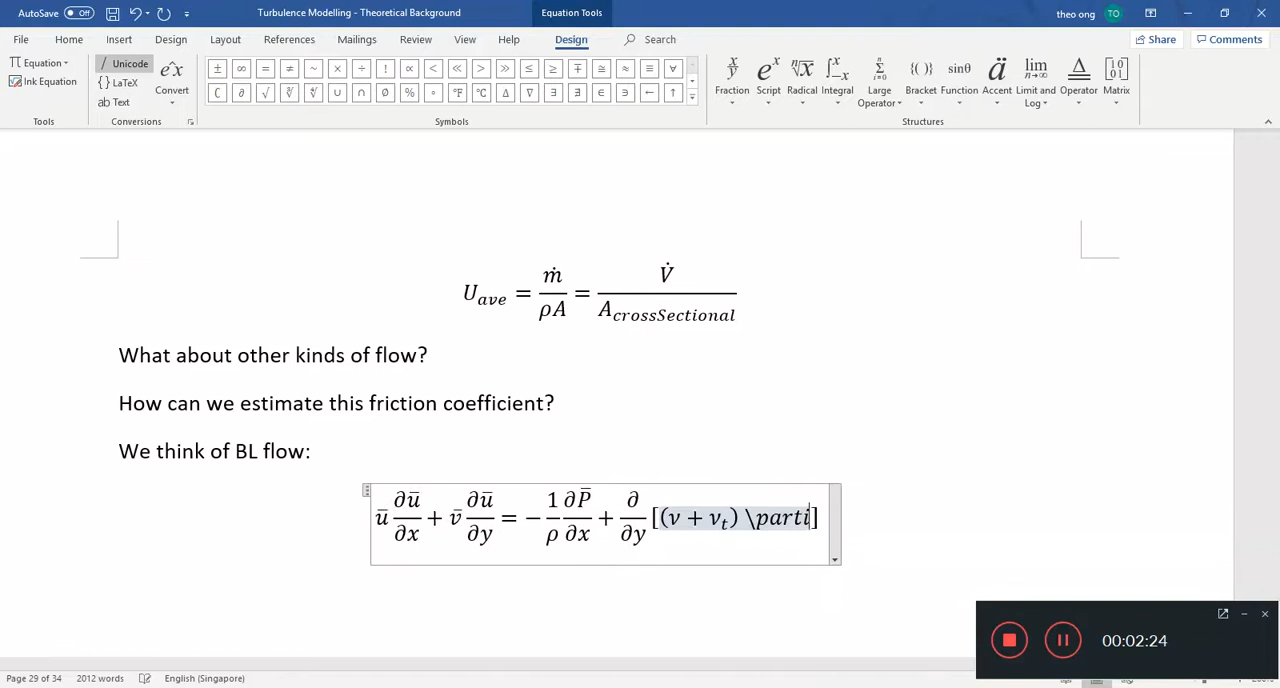 AutoSave Off Turbulence Modelling - Theoretical Background Equation Tools theo ong TO
File Home Insert Design Layout References Mailings Review View Help Design Search Share Comments
π Equation / Unicode e^x ± ∞ = ≠ ~ × ÷ ! ∝ < ≪ > ≫ ≤ ≥ ∓ ≅ ≈ ≡ ∀
Ink Equation { } LaTeX Convert ∁ ∂ √ ∛ ∜ ∪ ∩ ∅ % ° °F °C ∆ ∇ ∃ ∄ ∈ ∋ ← ↑
ab Text Fraction Script Radical Integral Large Operator Bracket Function Accent Limit and Log Operator Matrix
Tools Conversions Symbols Structures
U_ave = ṁ/ρA = V̇/A_crossSectional
What about other kinds of flow?
How can we estimate this friction coefficient?
We think of BL flow:
ū ∂ū/∂x + v̄ ∂ū/∂y = − 1/ρ ∂P̄/∂x + ∂/∂y [(ν + ν_t) \parti]
00:02:24
Page 29 of 34 2012 words English (Singapore)